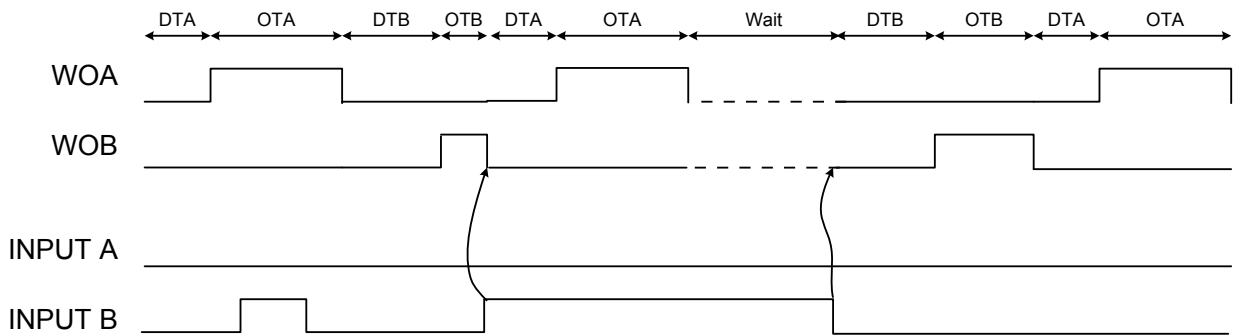 DTA OTA DTB OTB DTA OTA Wait DTB OTB DTA OTA
WOA
WOB
INPUT A
INPUT B